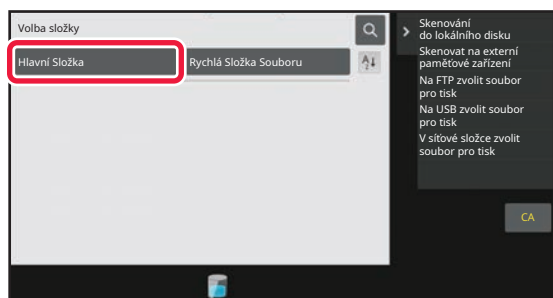 Volba složky
Hlavní Složka
Rychlá Složka Souboru
Skenování
do lokálního disku
Skenovat na externí
paměťové zařízení
Na FTP zvolit soubor
pro tisk
Na USB zvolit soubor
pro tisk
V síťové složce zvolit
soubor pro tisk
CA